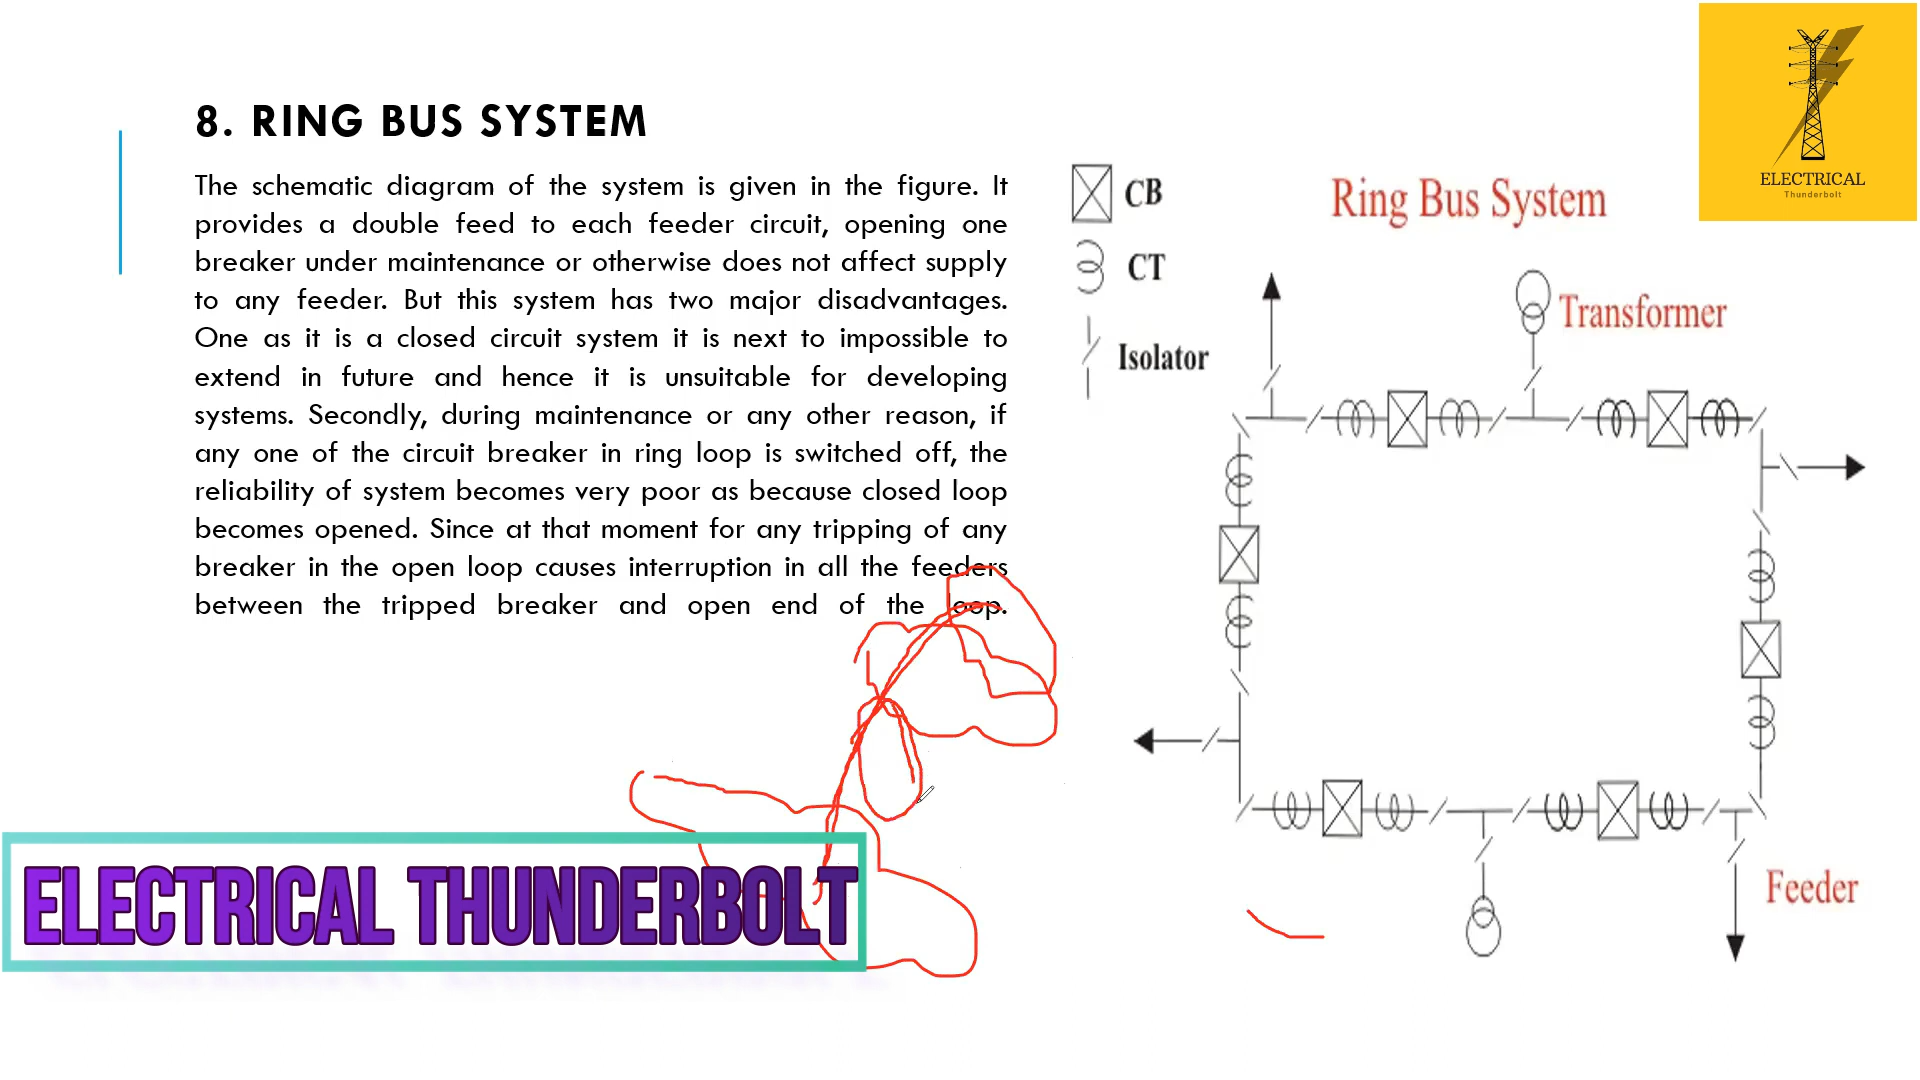 8. RING BUS SYSTEM
The schematic diagram of the system is given in the figure. It
provides a double feed to each feeder circuit, opening one
breaker under maintenance or otherwise does not affect supply
to any feeder. But this system has two major disadvantages.
One as it is a closed circuit system it is next to impossible to
extend in future and hence it is unsuitable for developing
systems. Secondly, during maintenance or any other reason, if
any one of the circuit breaker in ring loop is switched off, the
reliability of system becomes very poor as because closed loop
becomes opened. Since at that moment for any tripping of any
breaker in the open loop causes interruption in all the feeders
between the tripped breaker and open end of the loop.
ELECTRICAL THUNDERBOLT
CB
CT
Isolator
Ring Bus System
Transformer
Feeder
ELECTRICAL
Thunderbolt